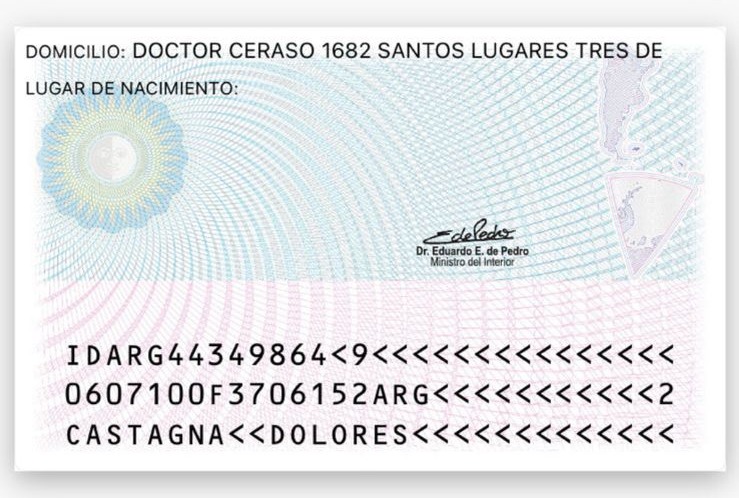 DOMICILIO: DOCTOR CERASO 1682 SANTOS LUGARES TRES DE
LUGAR DE NACIMIENTO:
EdePedro
Dr. Eduardo E. de Pedro
Ministro del Interior
IDARG44349864<9<<<<<<<<<<<<<<<
0607100F3706152ARG<<<<<<<<<<<2
CASTAGNA<<DOLORES<<<<<<<<<<<<<